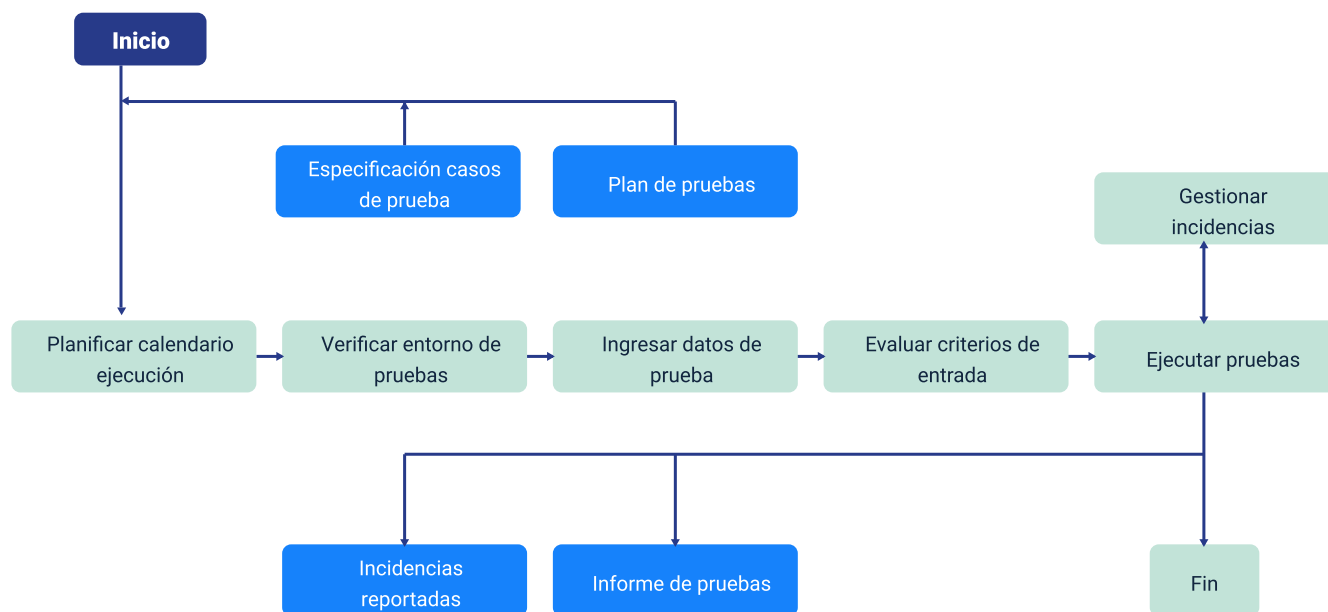 Inicio
Especificación casos
de prueba
Plan de pruebas
Gestionar
incidencias
Planificar calendario
ejecución
Verificar entorno de
pruebas
Ingresar datos de
prueba
Evaluar criterios de
entrada
Ejecutar pruebas
Incidencias
reportadas
Informe de pruebas
Fin